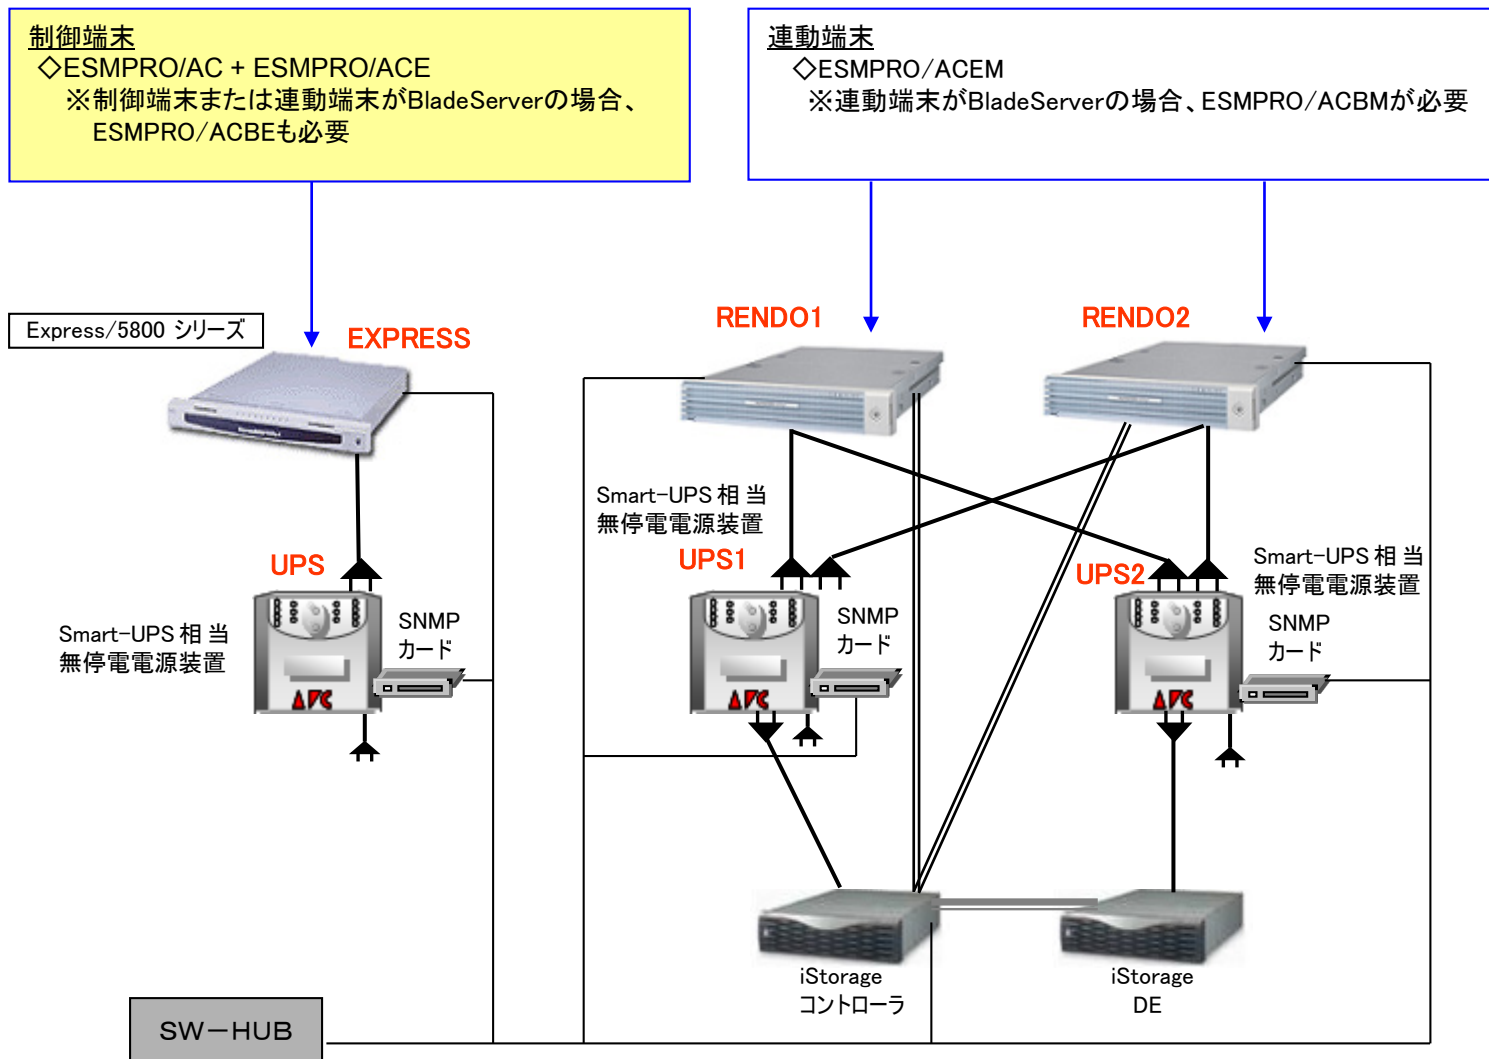 制御端末
◇ESMPRO/AC + ESMPRO/ACE
※制御端末または連動端末がBladeServerの場合、
ESMPRO/ACBEも必要
連動端末
◇ESMPRO/ACEM
※連動端末がBladeServerの場合、ESMPRO/ACBMが必要
Express/5800 シリーズ
EXPRESS
RENDO1
RENDO2
Smart-UPS 相当
無停電電源装置
UPS
Smart-UPS 相当
無停電電源装置
UPS1
Smart-UPS 相当
無停電電源装置
UPS2
SNMP
カード
SNMP
カード
SNMP
カード
APC
APC
APC
iStorage
コントローラ
iStorage
DE
SW－HUB